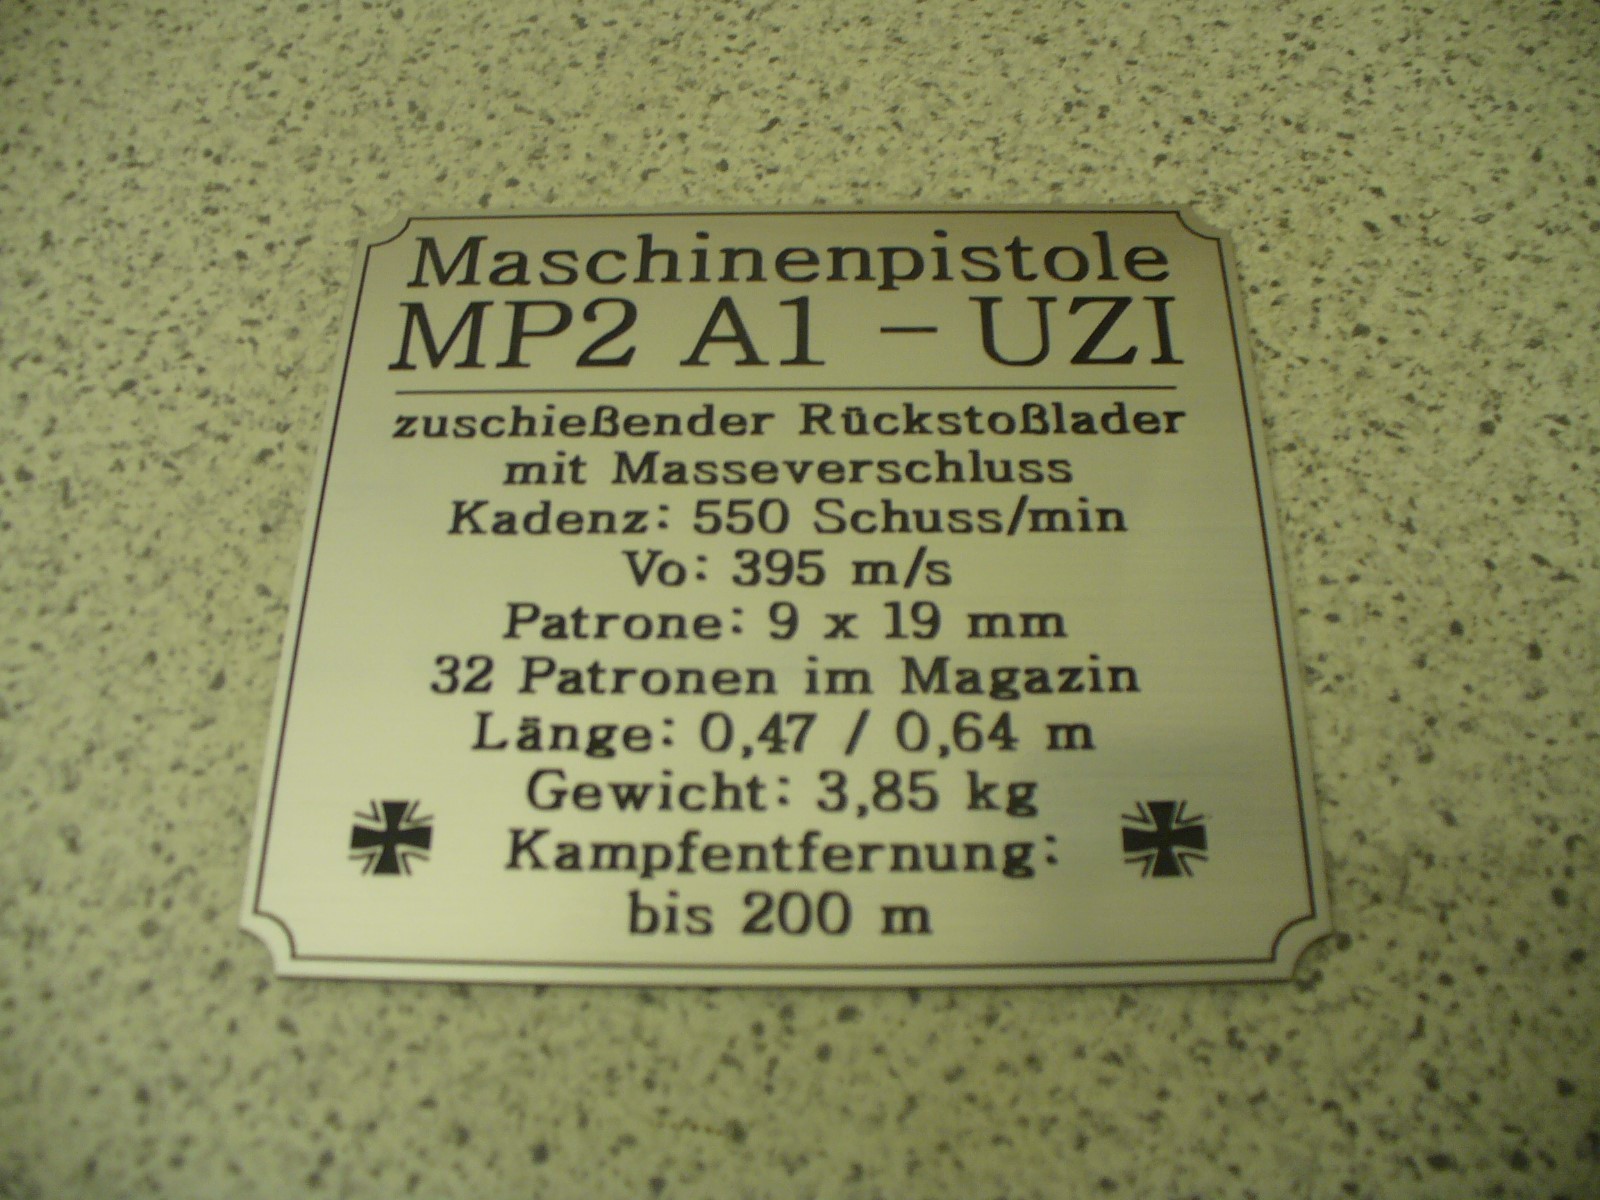 Maschinenpistole
MP2 A1 - UZI
zuschießender Rückstoßlader
mit Masseverschluss
Kadenz: 550 Schuss/min
Vo: 395 m/s
Patrone: 9 x 19 mm
32 Patronen im Magazin
Länge: 0,47 / 0,64 m
Gewicht: 3,85 kg
Kampfentfernung:
bis 200 m